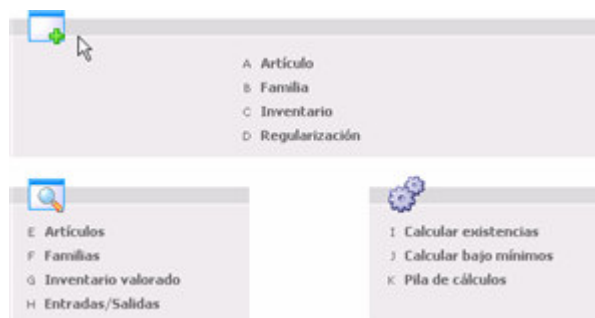 A Artículo
B Familia
C Inventario
D Regularización
E Artículos
F Familias
G Inventario valorado
H Entradas/Salidas
I Calcular existencias
J Calcular bajo mínimos
K Pila de cálculos